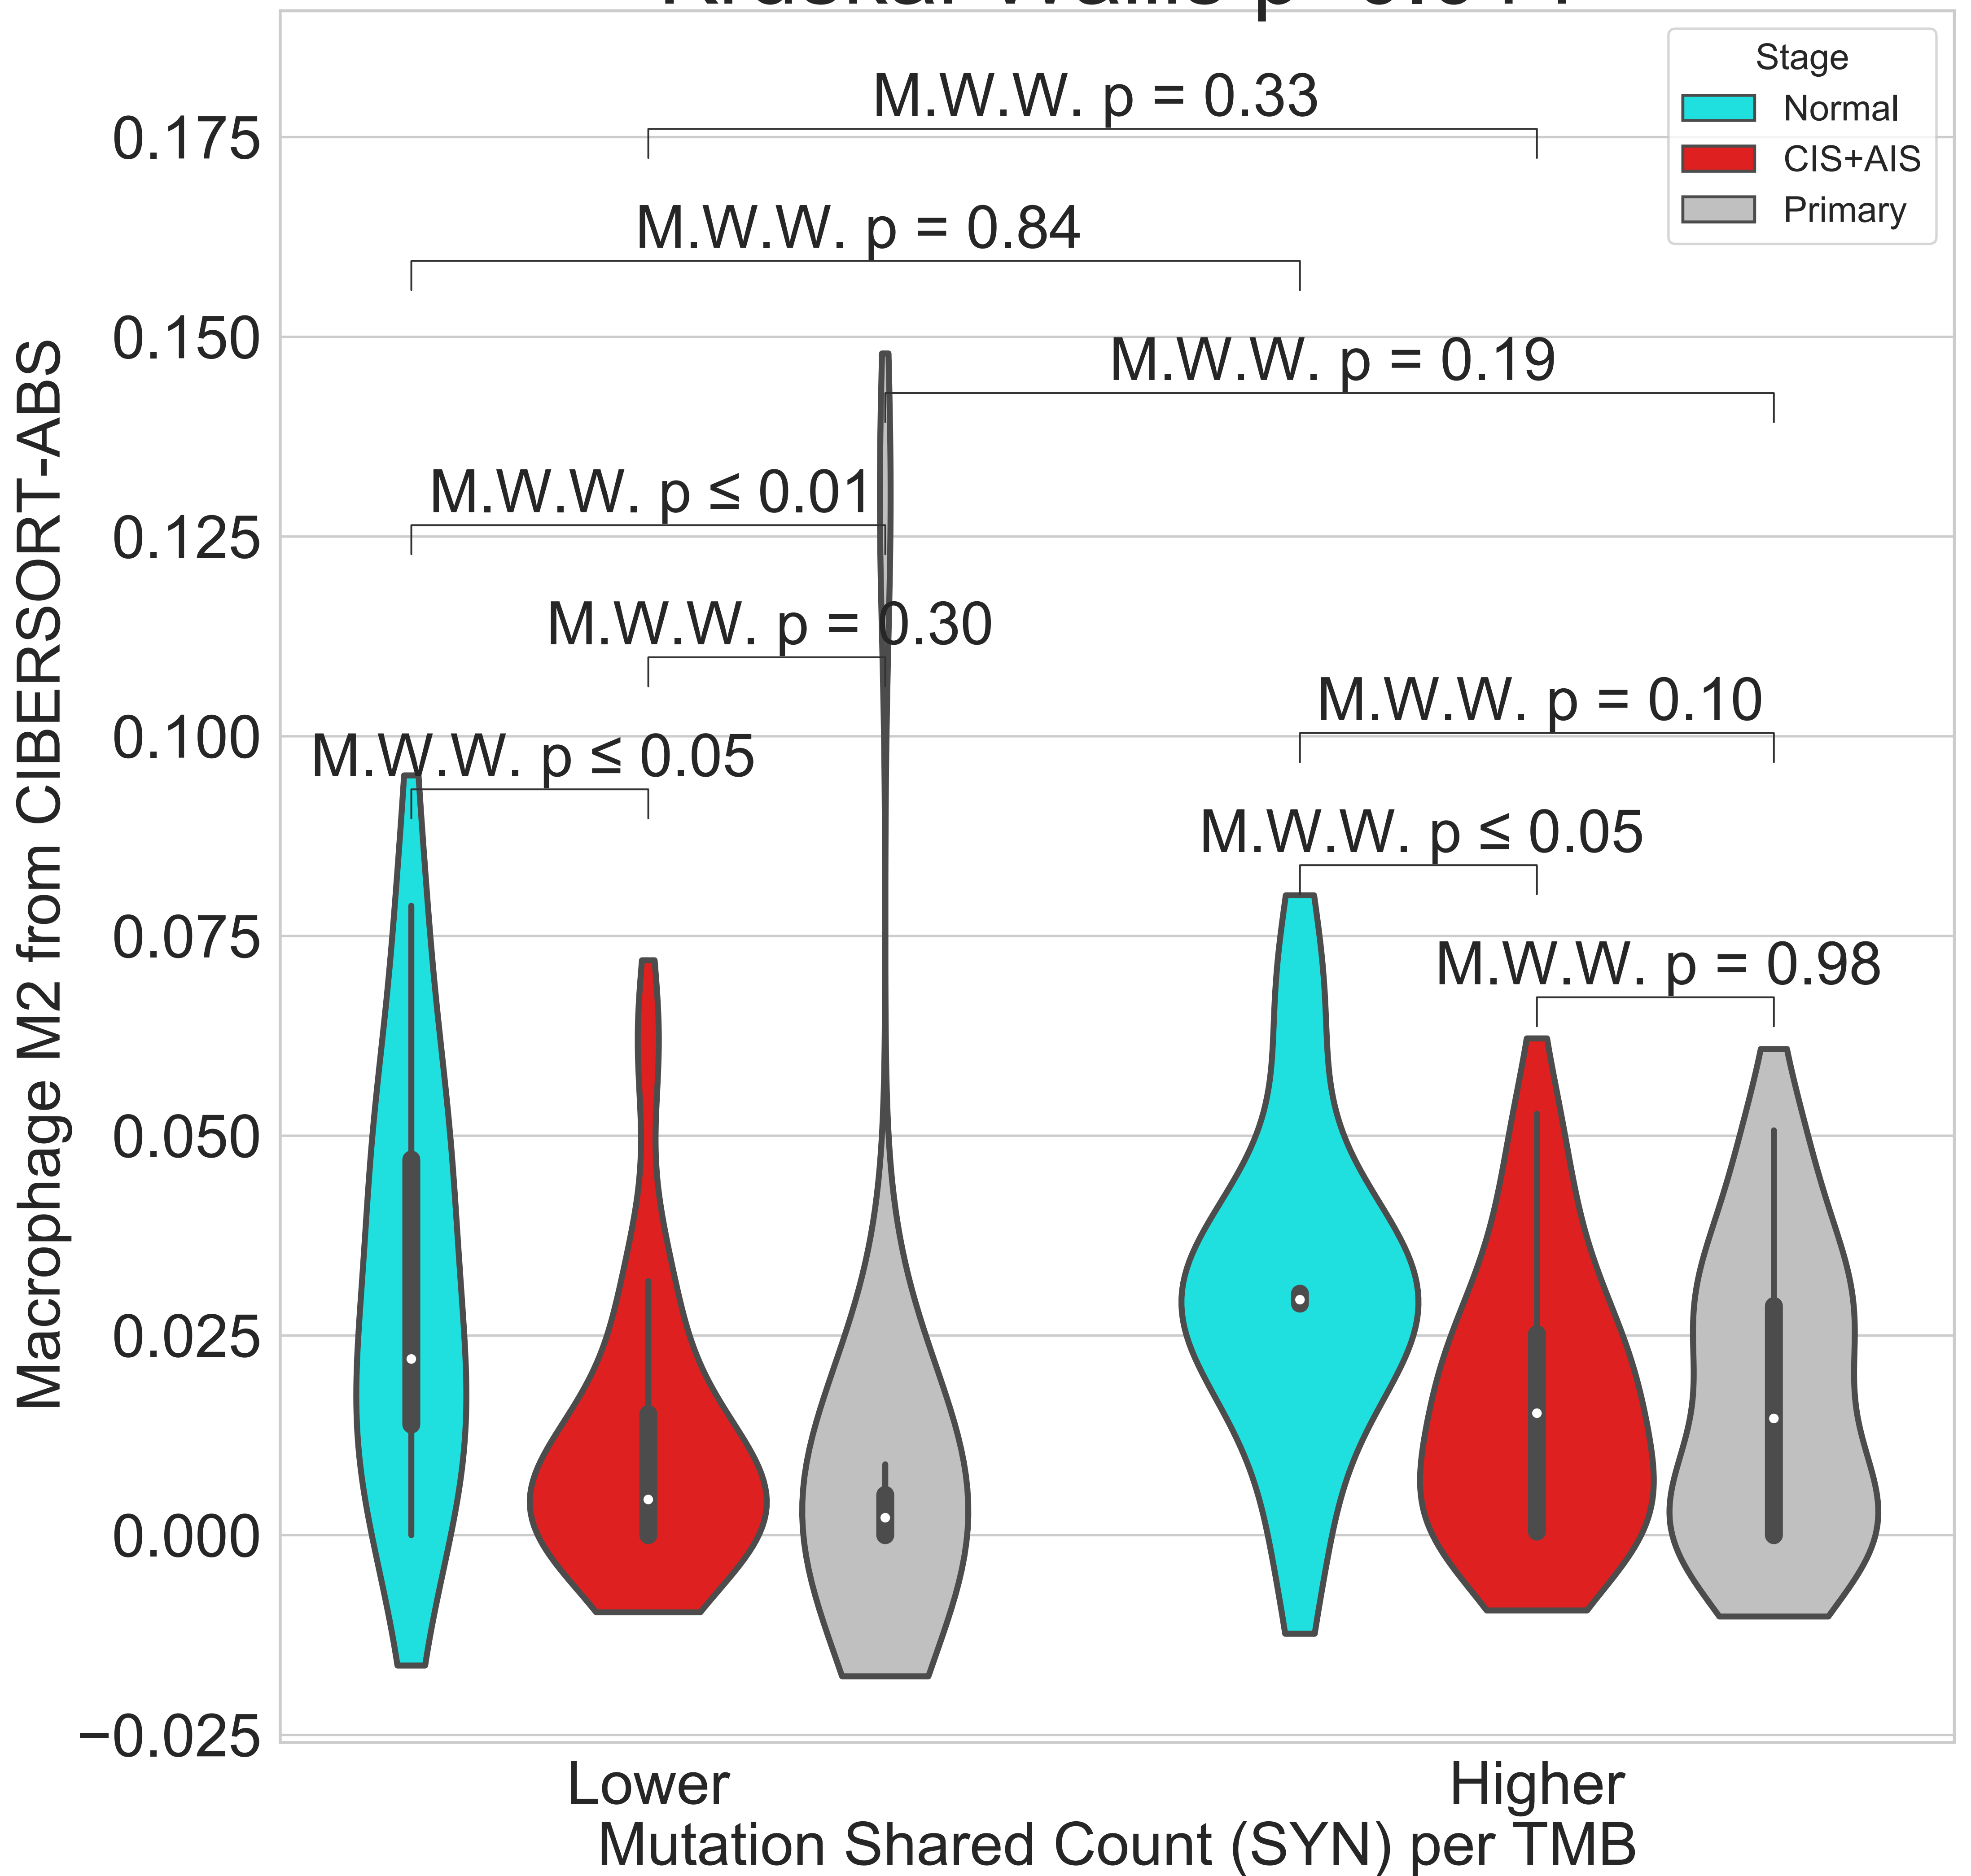 Stage
Normal
CIS+AIS
Primary
M.W.W. p = 0.33
M.W.W. p = 0.84
M.W.W. p = 0.19
M.W.W. p ≤ 0.01
M.W.W. p = 0.30
M.W.W. p = 0.10
M.W.W. p ≤ 0.05
M.W.W. p ≤ 0.05
M.W.W. p = 0.98
0.175
0.150
0.125
0.100
0.075
0.050
0.025
0.000
−0.025
Macrophage M2 from CIBERSORT-ABS
Lower
Higher
Mutation Shared Count (SYN) per TMB